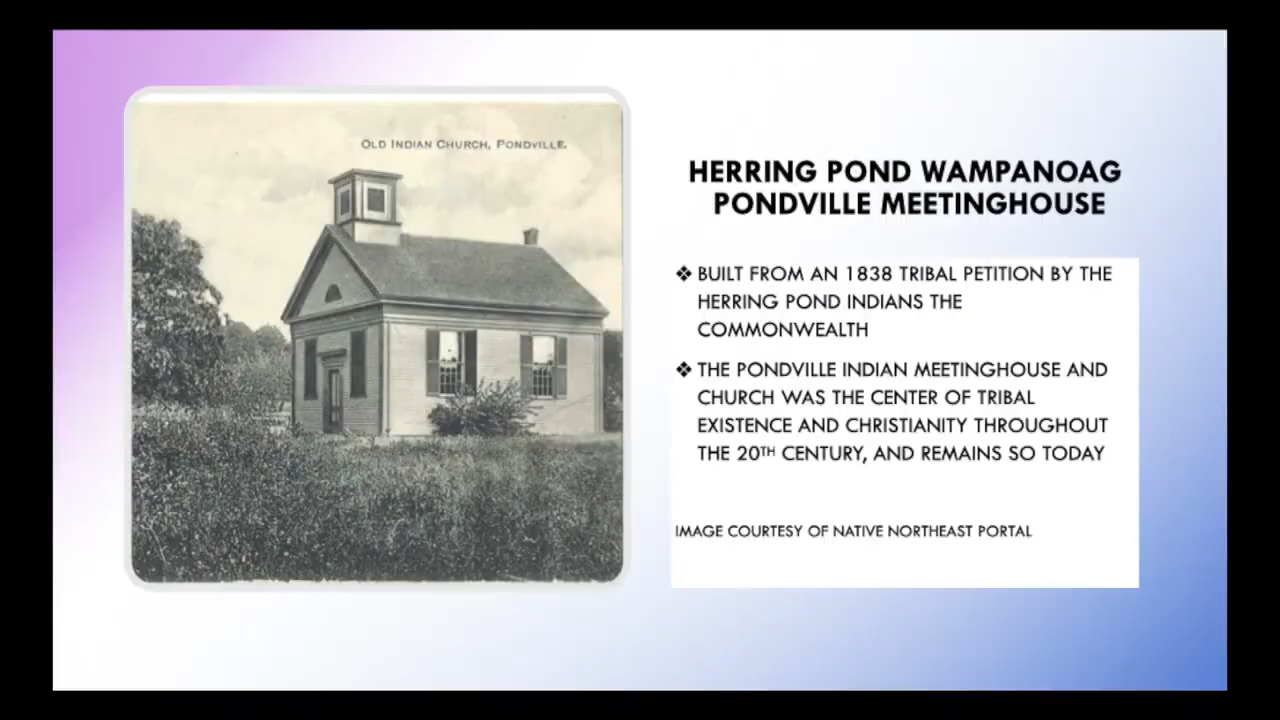 OLD INDIAN CHURCH, PONDVILLE.
HERRING POND WAMPANOAG
PONDVILLE MEETINGHOUSE
❖ BUILT FROM AN 1838 TRIBAL PETITION BY THE
HERRING POND INDIANS THE
COMMONWEALTH
❖ THE PONDVILLE INDIAN MEETINGHOUSE AND
CHURCH WAS THE CENTER OF TRIBAL
EXISTENCE AND CHRISTIANITY THROUGHOUT
THE 20TH CENTURY, AND REMAINS SO TODAY
IMAGE COURTESY OF NATIVE NORTHEAST PORTAL